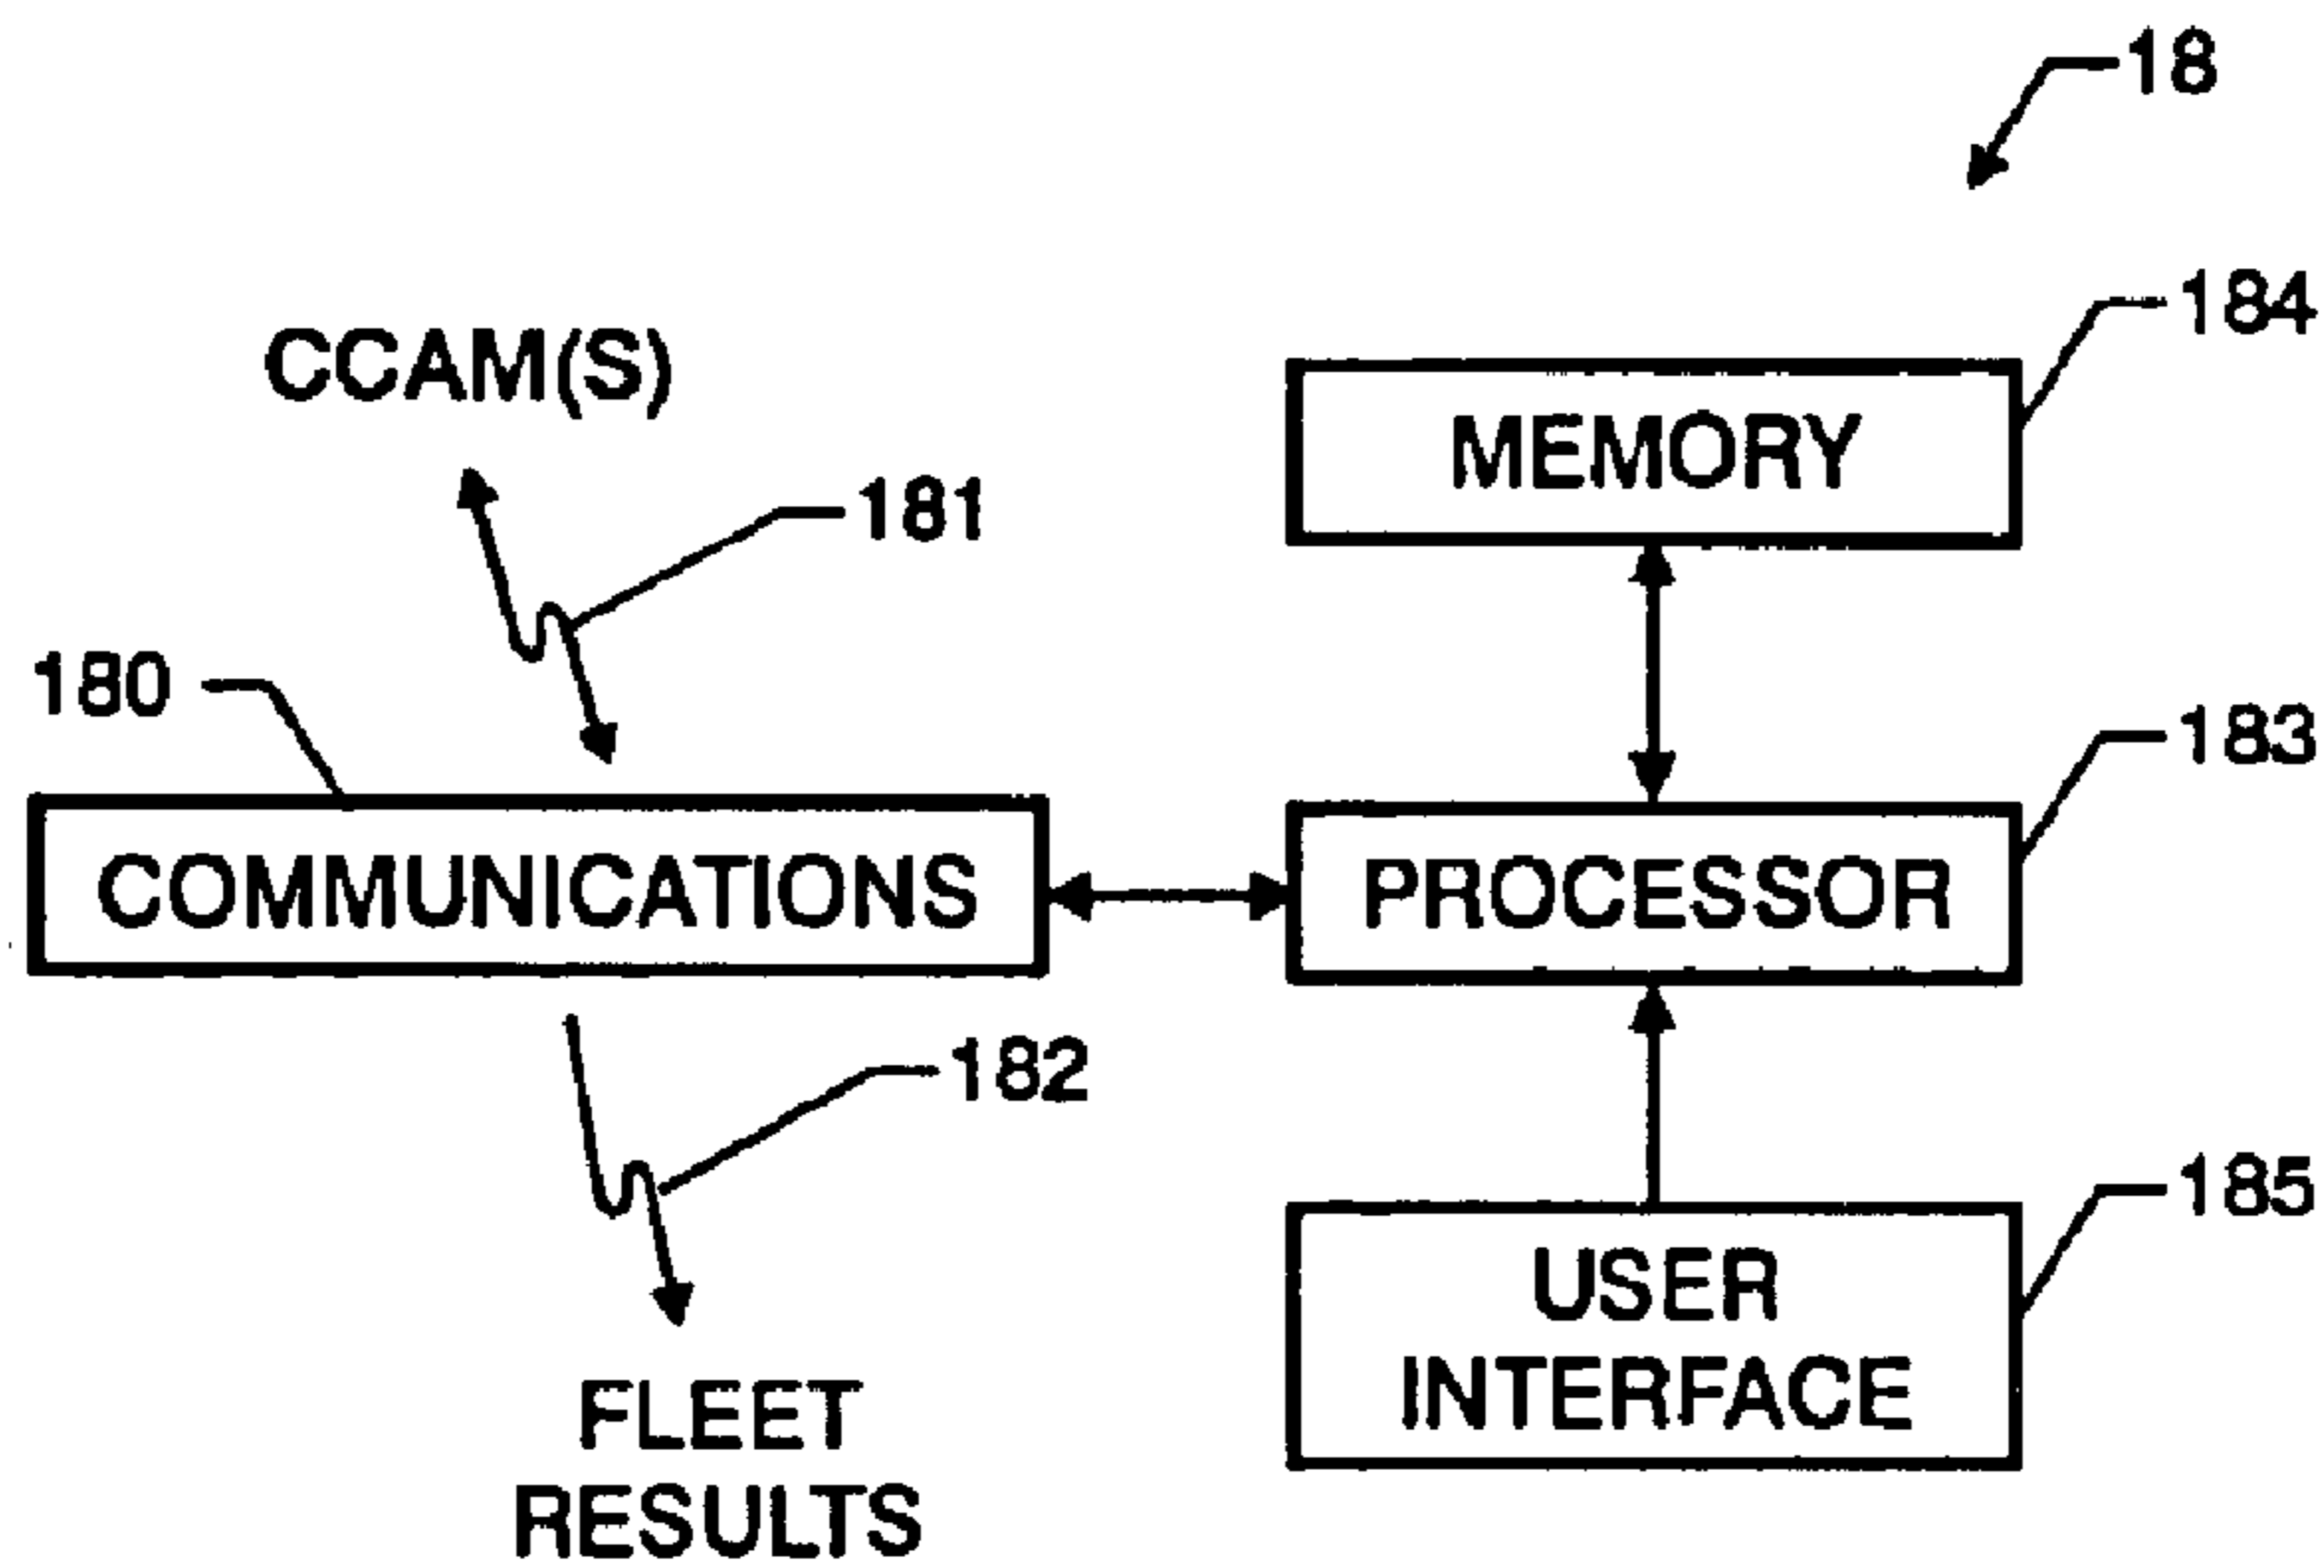 18
184
CCAM(S)
MEMORY
181
180
183
COMMUNICATIONS
PROCESSOR
182
185
USER
INTERFACE
FLEET
RESULTS